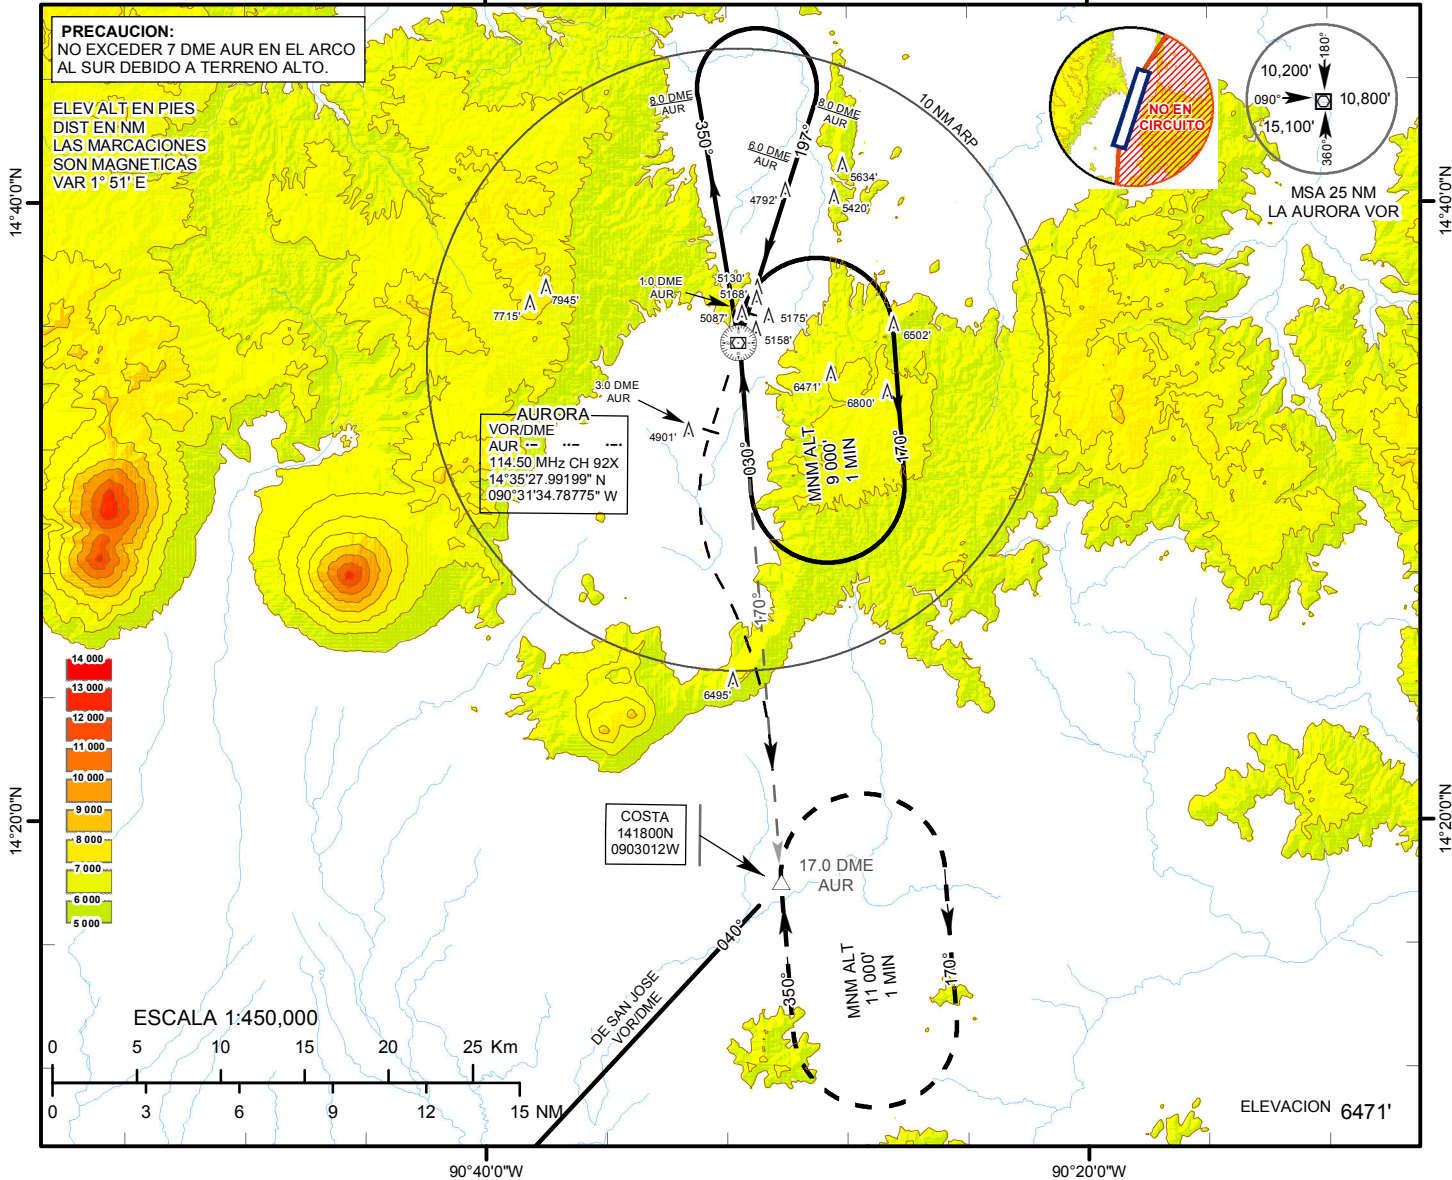 PRECAUCION:
NO EXCEDER 7 DME AUR EN EL ARCO
AL SUR DEBIDO A TERRENO ALTO.
ELEV ALT EN PIES
DIST EN NM
LAS MARCACIONES
SON MAGNETICAS
VAR 1° 51' E
8.0 DME
AUR
350°
8.0 DME
AUR
197°
6.0 DME
AUR
4792'
5634'
5420'
10 NM ARP
NO EN
CIRCUITO
180°
10,200'
090°
10,800'
15,100'
360°
MSA 25 NM
LA AURORA VOR
14°40'0"N
14°40'0"N
7945'
7715'
1.0 DME
AUR
5130'
5168'
5087'
5175'
5158'
6502'
6471'
6800'
3.0 DME
AUR
4901'
AURORA
VOR/DME
AUR
114.50 MHz CH 92X
14°35'27.99199" N
090°31'34.78775" W
030°
MNM ALT
9 000'
1 MIN
170°
170°
6495'
14 000
13 000
12 000
11 000
10 000
9 000
8 000
7 000
6 000
5 000
14°20'0"N
14°20'0"N
COSTA
141800N
0903012W
17.0 DME
AUR
040°
DE SAN JOSE
VOR/DME
350°
MNM ALT
11 000'
1 MIN
170°
ESCALA 1:450,000
0 5 10 15 20 25 Km
0 3 6 9 12 15 NM
ELEVACION 6471'
90°40'0"W
90°20'0"W